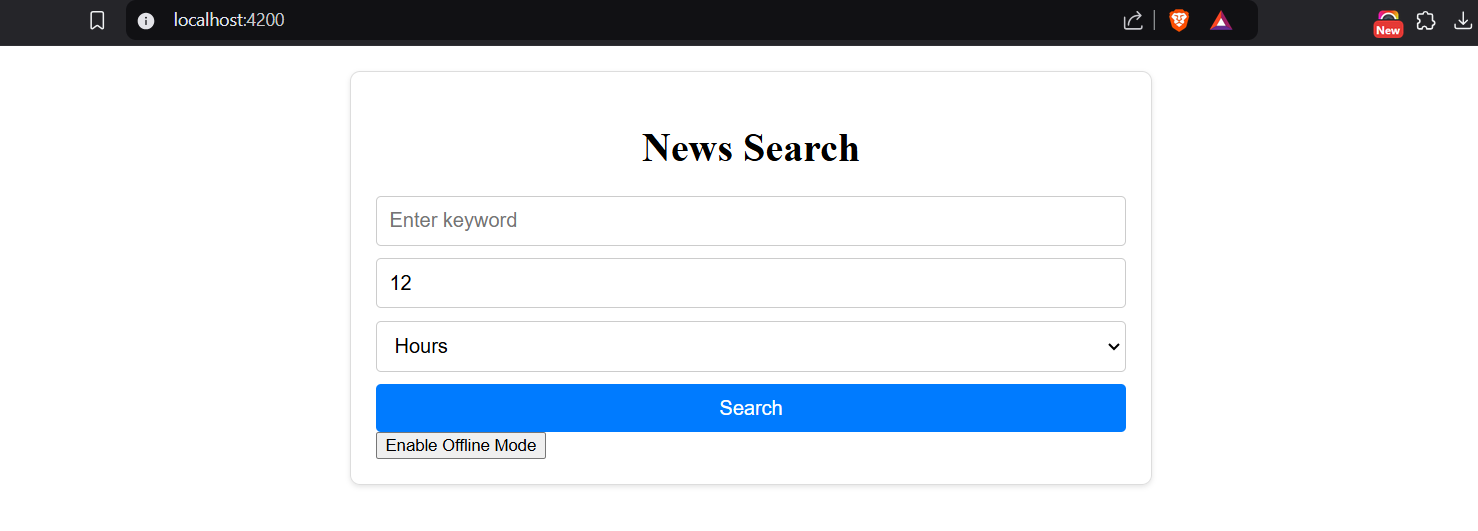 localhost:4200
New
News Search
Enter keyword
12
Hours
Search
Enable Offline Mode